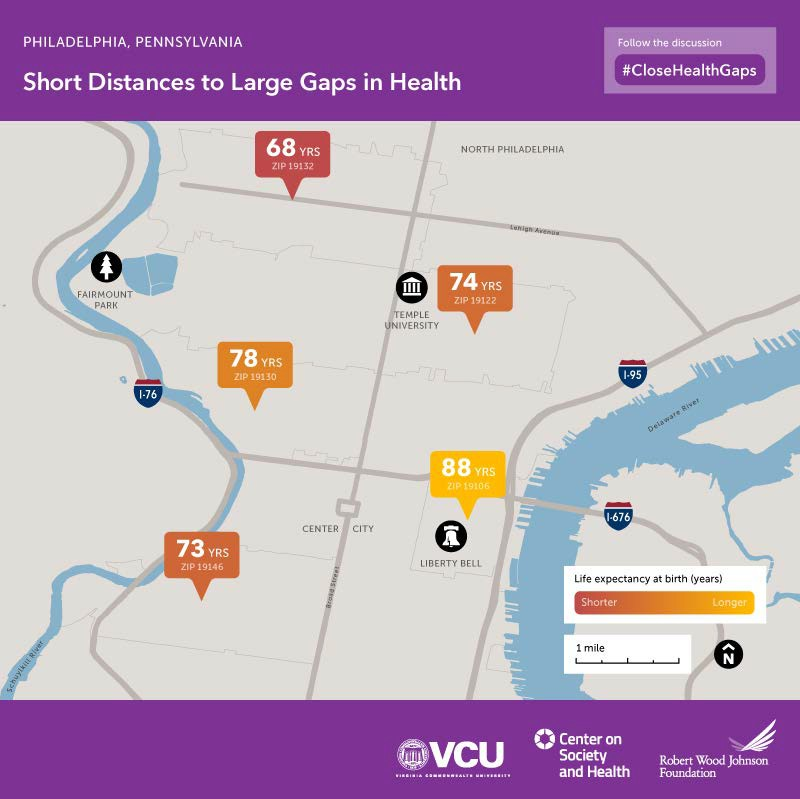 PHILADELPHIA, PENNSYLVANIA
Short Distances to Large Gaps in Health
Follow the discussion
#CloseHealthGaps
68 YRS
ZIP 19132
NORTH PHILADELPHIA
Lehigh Avenue
FAIRMOUNT
PARK
74 YRS
ZIP 19122
TEMPLE
UNIVERSITY
78 YRS
ZIP 19130
I-76
I-95
Delaware River
88 YRS
ZIP 19106
I-676
CENTER CITY
LIBERTY BELL
73 YRS
ZIP 19146
Broad Street
Schuylkill River
Life expectancy at birth (years)
Shorter Longer
1 mile
N
VCU
VIRGINIA COMMONWEALTH UNIVERSITY
Center on
Society
and Health
Robert Wood Johnson
Foundation